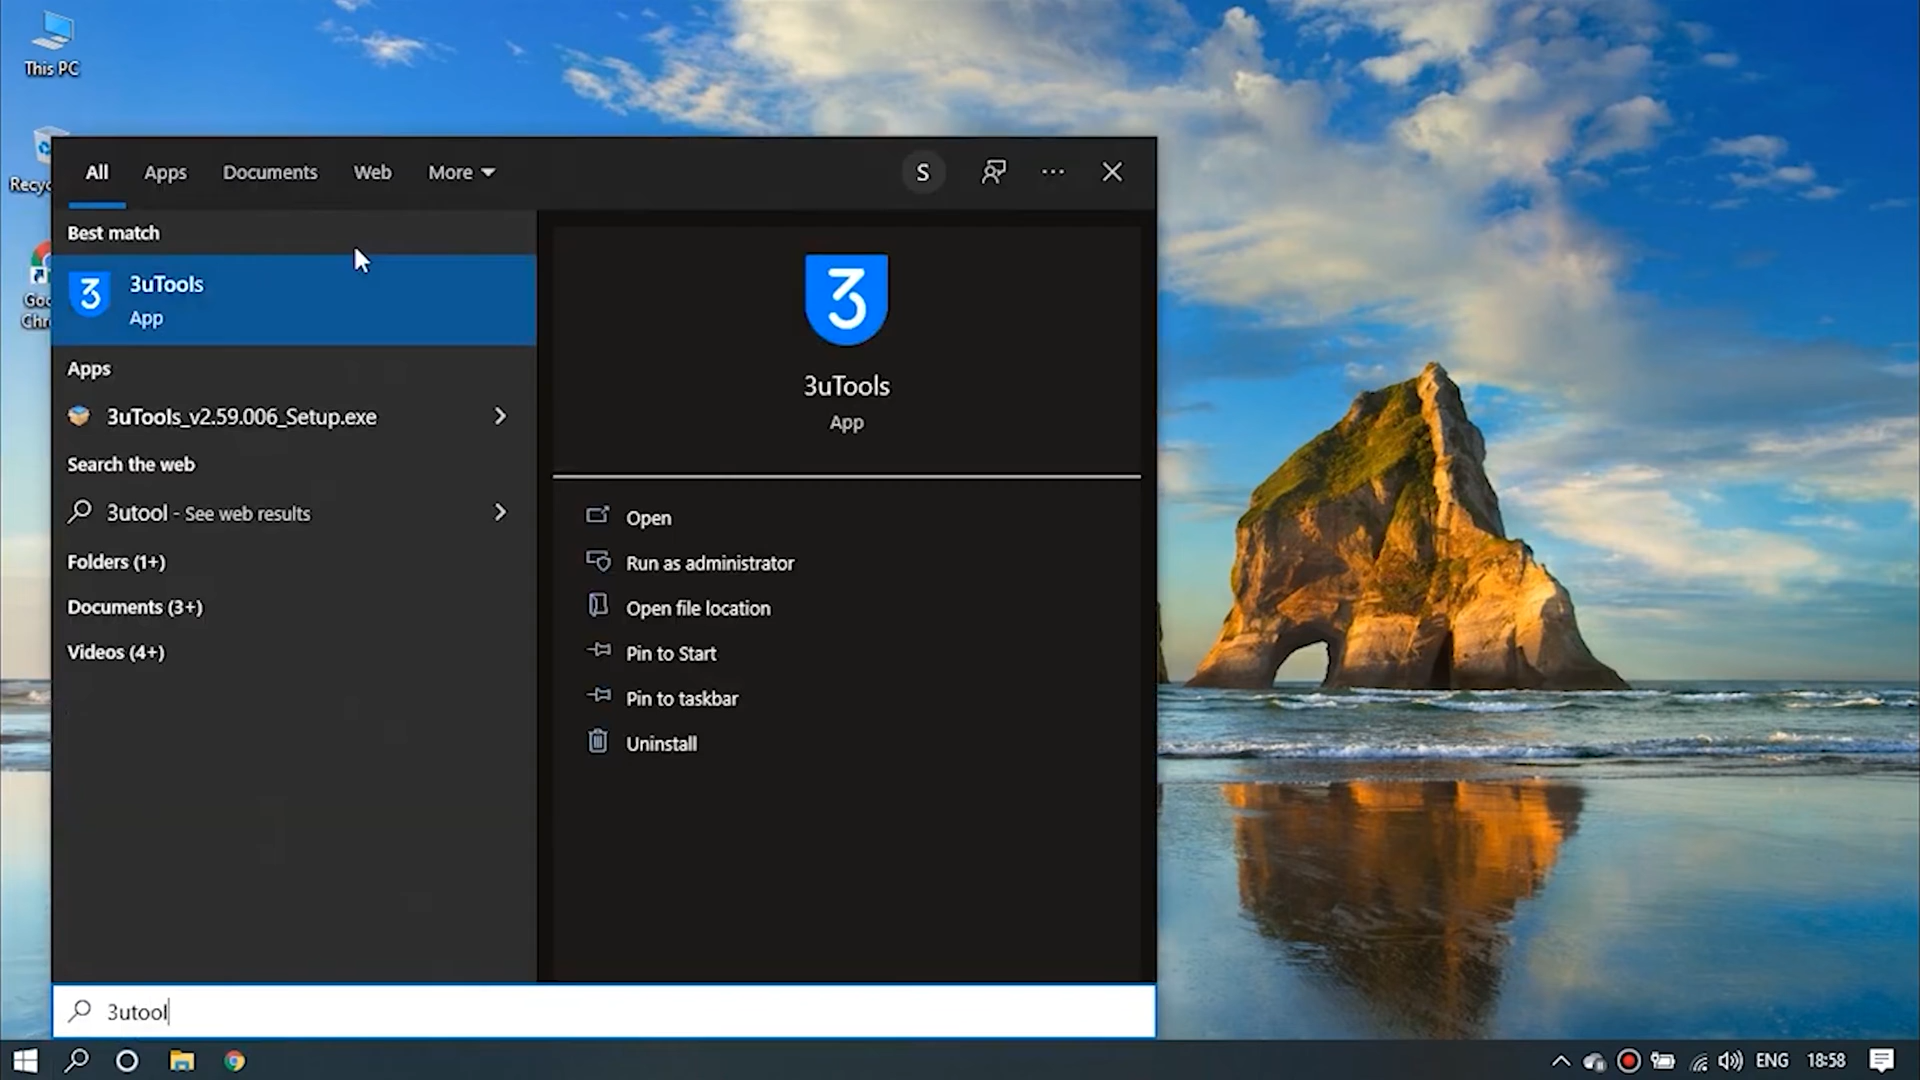 This PC
Recyc
Goo
Chr
All Apps Documents Web More S
Best match
3uTools
App
Apps
3uTools_v2.59.006_Setup.exe
Search the web
3utool - See web results
Folders (1+)
Documents (3+)
Videos (4+)
3
3uTools
App
Open
Run as administrator
Open file location
Pin to Start
Pin to taskbar
Uninstall
3utool
ENG 18:58